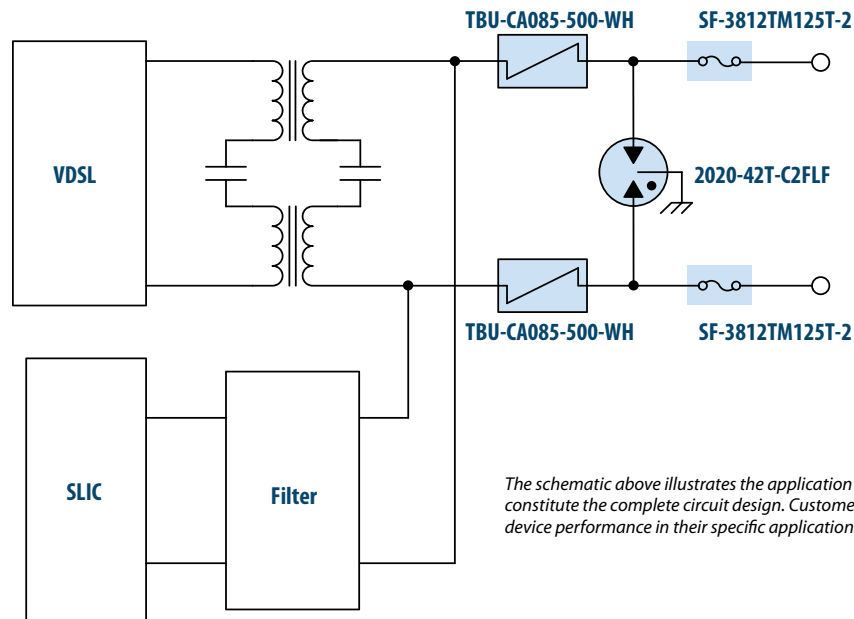 TBU-CA085-500-WH
SF-3812TM125T-2
VDSL
2020-42T-C2FLF
TBU-CA085-500-WH
SF-3812TM125T-2
SLIC
Filter
The schematic above illustrates the application
constitute the complete circuit design. Custome
device performance in their specific application